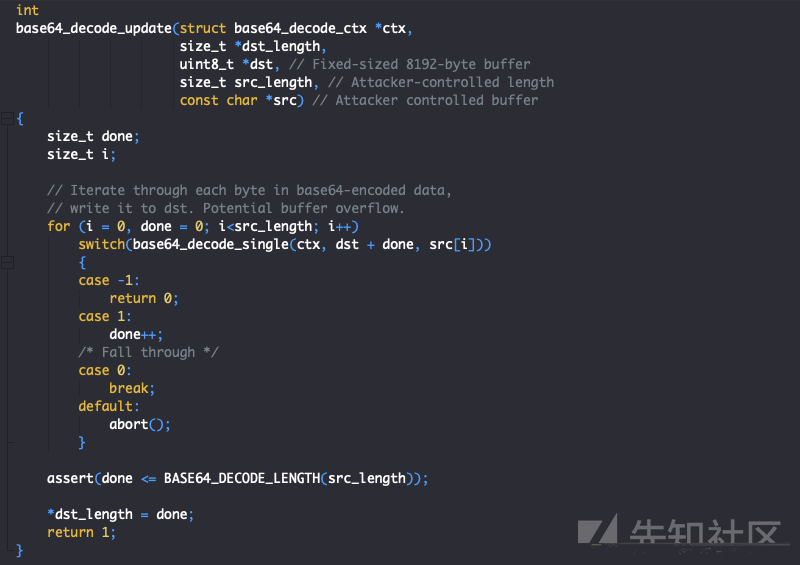 int
base64_decode_update(struct base64_decode_ctx *ctx,
                     size_t *dst_length,
                     uint8_t *dst, // Fixed-sized 8192-byte buffer
                     size_t src_length, // Attacker-controlled length
                     const char *src) // Attacker controlled buffer
{
    size_t done;
    size_t i;

    // Iterate through each byte in base64-encoded data,
    // write it to dst. Potential buffer overflow.
    for (i = 0, done = 0; i<src_length; i++)
        switch(base64_decode_single(ctx, dst + done, src[i]))
        {
        case -1:
            return 0;
        case 1:
            done++;
        /* Fall through */
        case 0:
            break;
        default:
            abort();
        }

    assert(done <= BASE64_DECODE_LENGTH(src_length));

    *dst_length = done;
    return 1;
}
先知社区